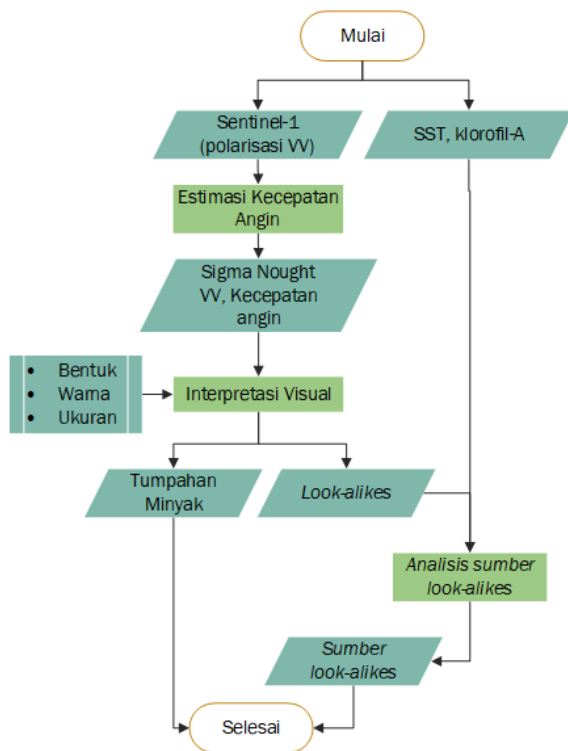 Mulai
Sentinel-1
(polarisasi VV)
SST, klorofil-A
Estimasi Kecepatan
Angin
Sigma Nought
VV, Kecepatan
angin
• Bentuk
• Warna
• Ukuran
Interpretasi Visual
Tumpahan
Minyak
Look-alikes
Analisis sumber
look-alikes
Sumber
look-alikes
Selesai